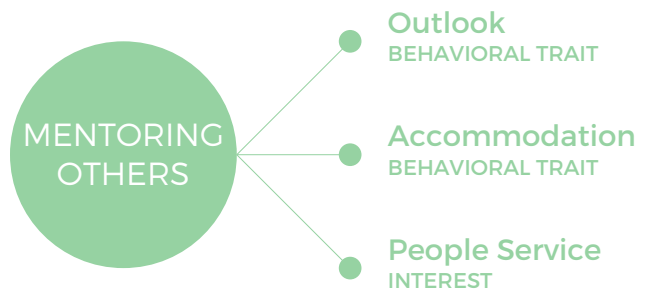 MENTORING
OTHERS
Outlook
BEHAVIORAL TRAIT
Accommodation
BEHAVIORAL TRAIT
People Service
INTEREST